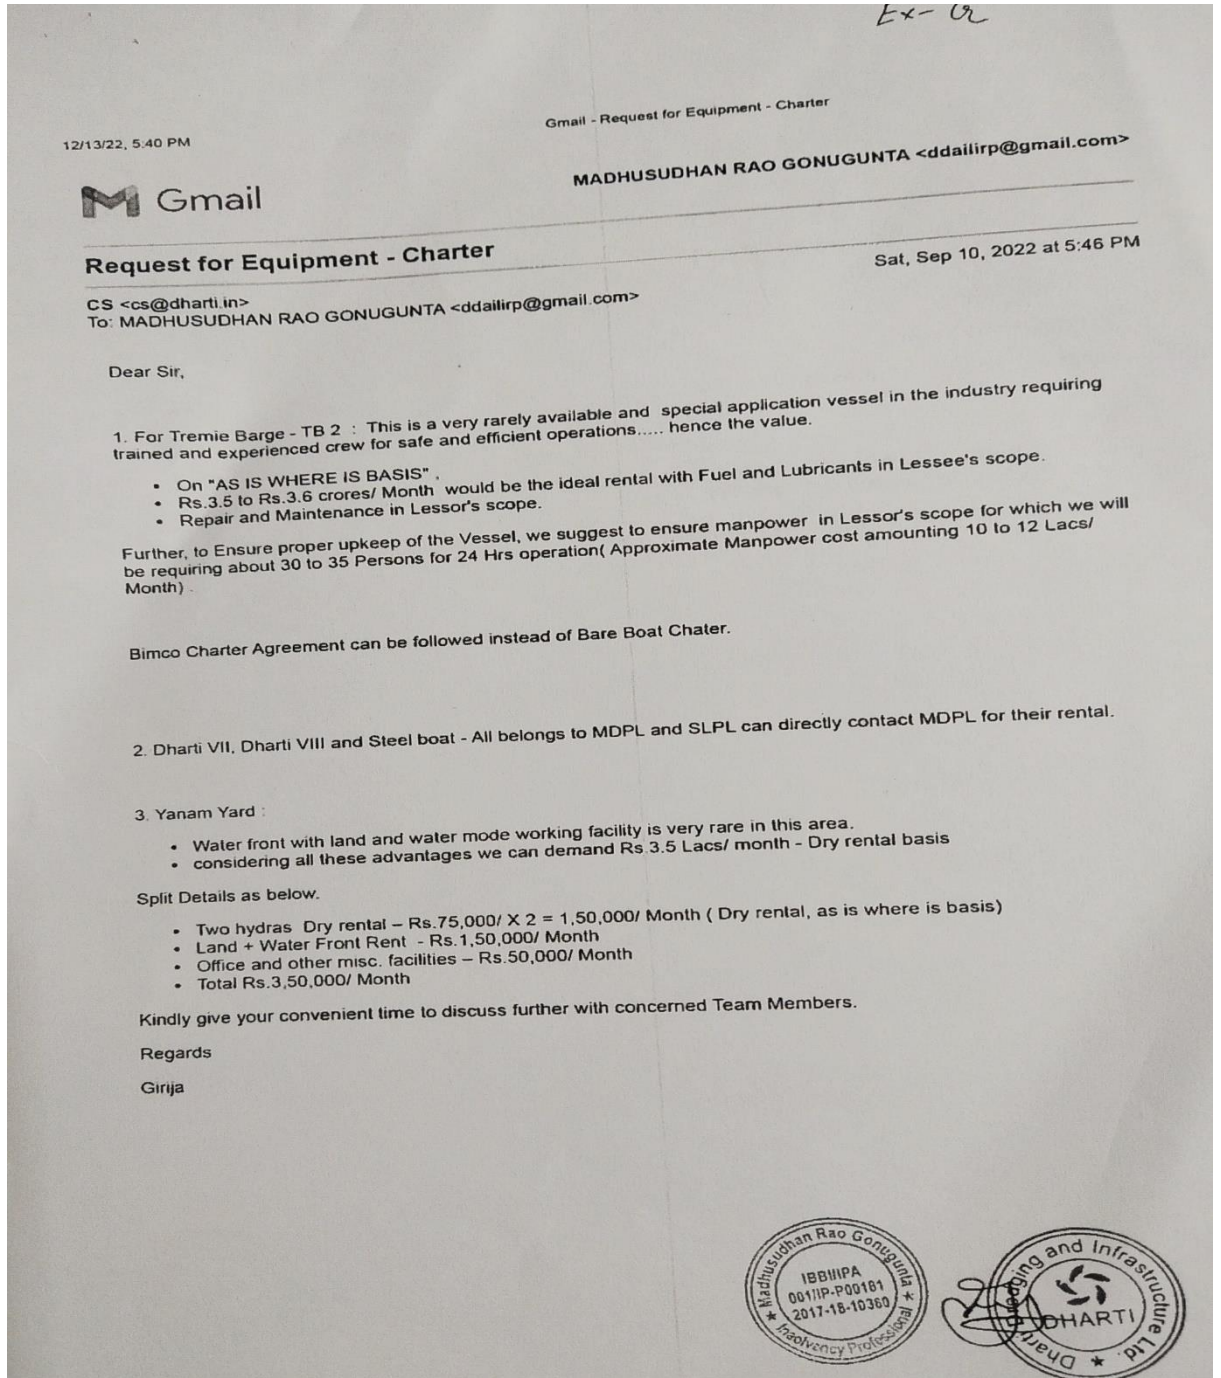 Ex- a
Gmail - Request for Equipment - Charter
12/13/22, 5:40 PM
MADHUSUDHAN RAO GONUGUNTA <ddailirp@gmail.com>
Gmail
Request for Equipment - Charter
Sat, Sep 10, 2022 at 5:46 PM
CS <cs@dharti.in>
To: MADHUSUDHAN RAO GONUGUNTA <ddailirp@gmail.com>
Dear Sir,
1. For Tremie Barge - TB 2 : This is a very rarely available and special application vessel in the industry requiring
trained and experienced crew for safe and efficient operations..... hence the value.
• On "AS IS WHERE IS BASIS" ,
• Rs.3.5 to Rs.3.6 crores/ Month would be the ideal rental with Fuel and Lubricants in Lessee's scope.
• Repair and Maintenance in Lessor's scope.
Further, to Ensure proper upkeep of the Vessel, we suggest to ensure manpower in Lessor's scope for which we will
be requiring about 30 to 35 Persons for 24 Hrs operation( Approximate Manpower cost amounting 10 to 12 Lacs/
Month) .
Bimco Charter Agreement can be followed instead of Bare Boat Chater.
2. Dharti VII, Dharti VIII and Steel boat - All belongs to MDPL and SLPL can directly contact MDPL for their rental.
3. Yanam Yard :
• Water front with land and water mode working facility is very rare in this area.
• considering all these advantages we can demand Rs.3.5 Lacs/ month - Dry rental basis
Split Details as below.
• Two hydras Dry rental – Rs.75,000/ X 2 = 1,50,000/ Month ( Dry rental, as is where is basis)
• Land + Water Front Rent - Rs.1,50,000/ Month
• Office and other misc. facilities – Rs.50,000/ Month
• Total Rs.3,50,000/ Month
Kindly give your convenient time to discuss further with concerned Team Members.
Regards
Girija
Madhusudhan Rao Gonugunta
★ Insolvency Professional ★
IBBI/IPA
001/IP-P00181
2017-18-10360
Dharti Dredging and Infrastructure Ltd. ★
DHARTI